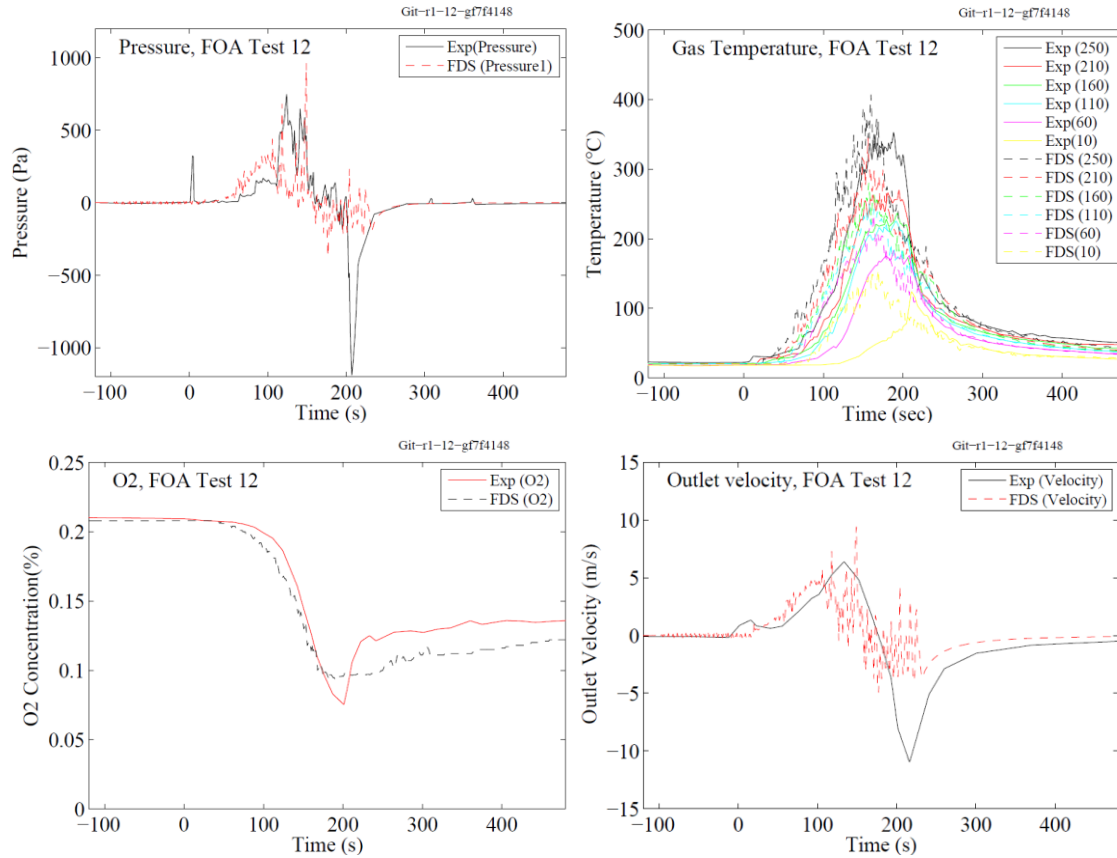 Git−r1−12−gf7f4148
Pressure, FOA Test 12
Exp(Pressure)
FDS (Pressure1)
1000
500
0
−500
−1000
Pressure (Pa)
−100 0 100 200 300 400
Time (s)
Git−r1−12−gf7f4148
Gas Temperature, FOA Test 12
Exp (250)
Exp (210)
Exp (160)
Exp (110)
Exp(60)
Exp(10)
FDS (250)
FDS (210)
FDS (160)
FDS (110)
FDS(60)
FDS(10)
500
400
300
200
100
0
Temperature (°C)
−100 0 100 200 300 400
Time (sec)
Git−r1−12−gf7f4148
O2, FOA Test 12
Exp (O2)
FDS (O2)
0.25
0.2
0.15
0.1
0.05
0
O2 Concentration(%)
−100 0 100 200 300 400
Time (s)
Git−r1−12−gf7f4148
Outlet velocity, FOA Test 12
Exp (Velocity)
FDS (Velocity)
15
10
5
0
−5
−10
−15
Outlet Velocity (m/s)
−100 0 100 200 300 400
Time (s)